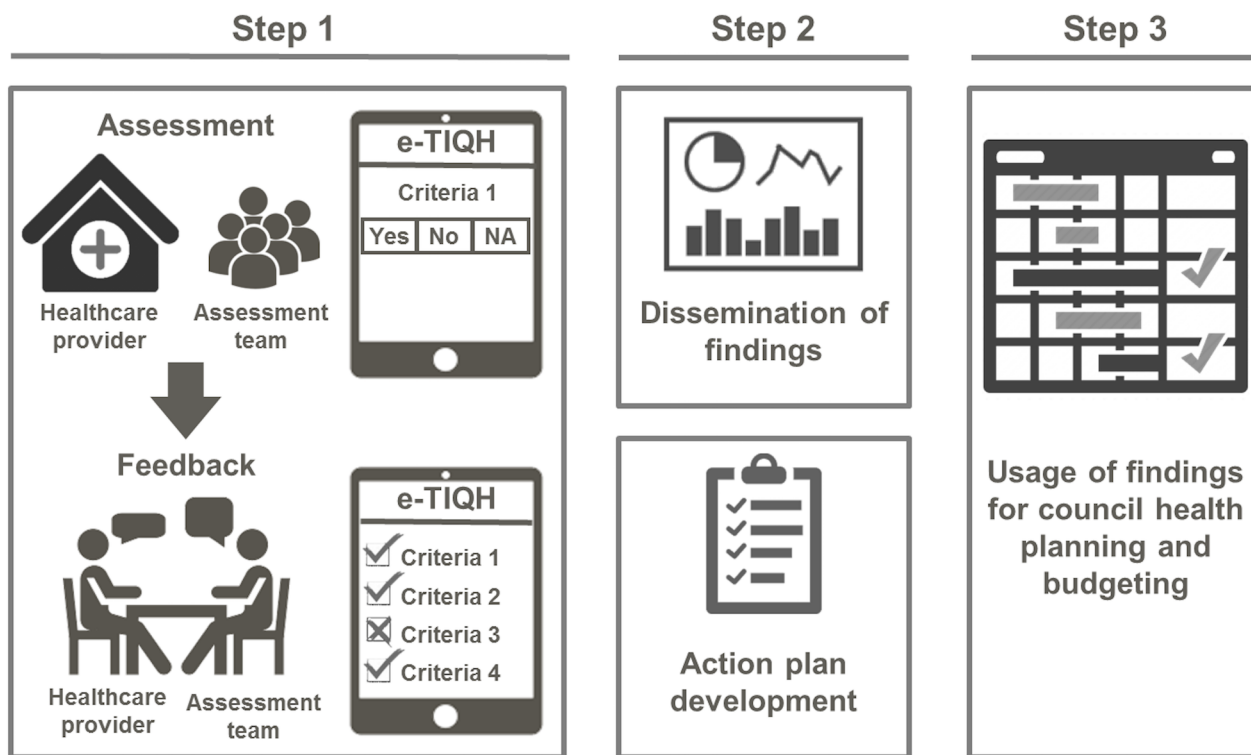 Step 1
Step 2
Step 3
Assessment
e-TIQH
Criteria 1
Yes No NA
Healthcare
provider
Assessment
team
Feedback
e-TIQH
Criteria 1
Criteria 2
Criteria 3
Criteria 4
Healthcare
provider
Assessment
team
Dissemination of
findings
Action plan
development
Usage of findings
for council health
planning and
budgeting